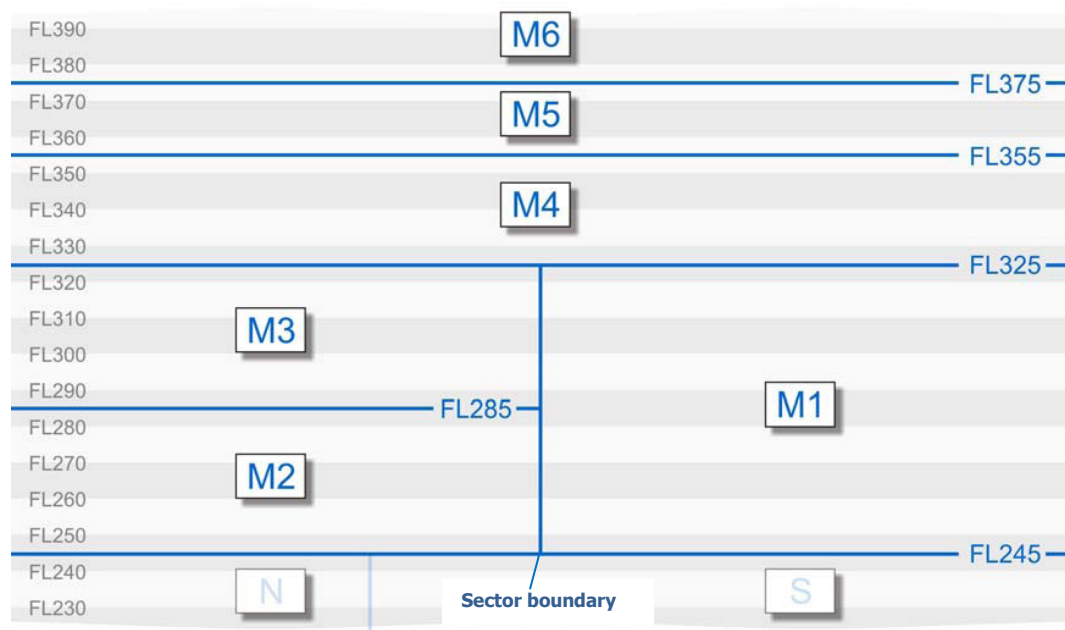 FL390
M6
FL380
FL375
FL370
M5
FL360
FL355
FL350
M4
FL340
FL330
FL325
FL320
FL310
M3
FL300
FL290
M1
FL285
FL280
FL270
M2
FL260
FL250
FL245
FL240
N
S
Sector boundary
FL230